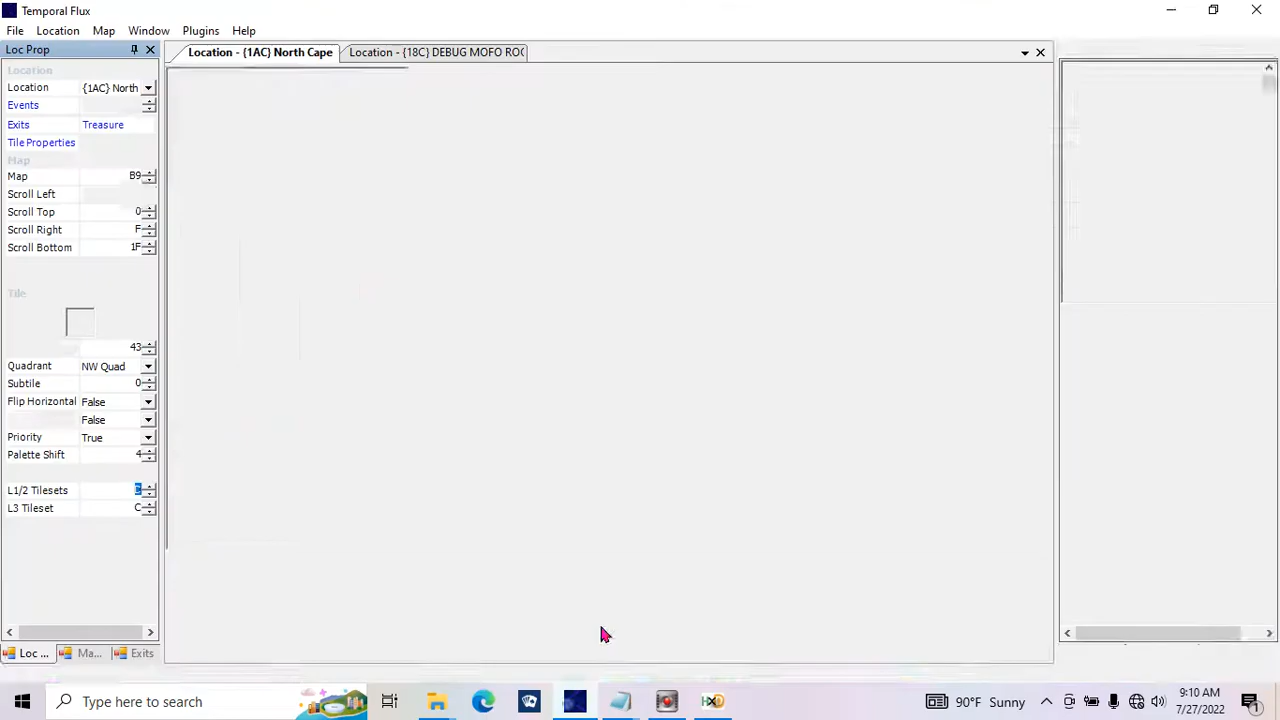 Temporal Flux
File Location Map Window Plugins Help
Loc Prop
Location - {1AC} North Cape
Location - {18C} DEBUG MOFO ROO
Location
Location {1AC} North
Events
Exits Treasure
Tile Properties
Map
Map B9
Scroll Left
Scroll Top 0
Scroll Right F
Scroll Bottom 1F
Tile
43
Quadrant NW Quad
Subtile 0
Flip Horizontal False
False
Priority True
Palette Shift 4
L1/2 Tilesets C
L3 Tileset C
Loc ... Ma... Exits
Type here to search
90°F Sunny
9:10 AM
7/27/2022
1